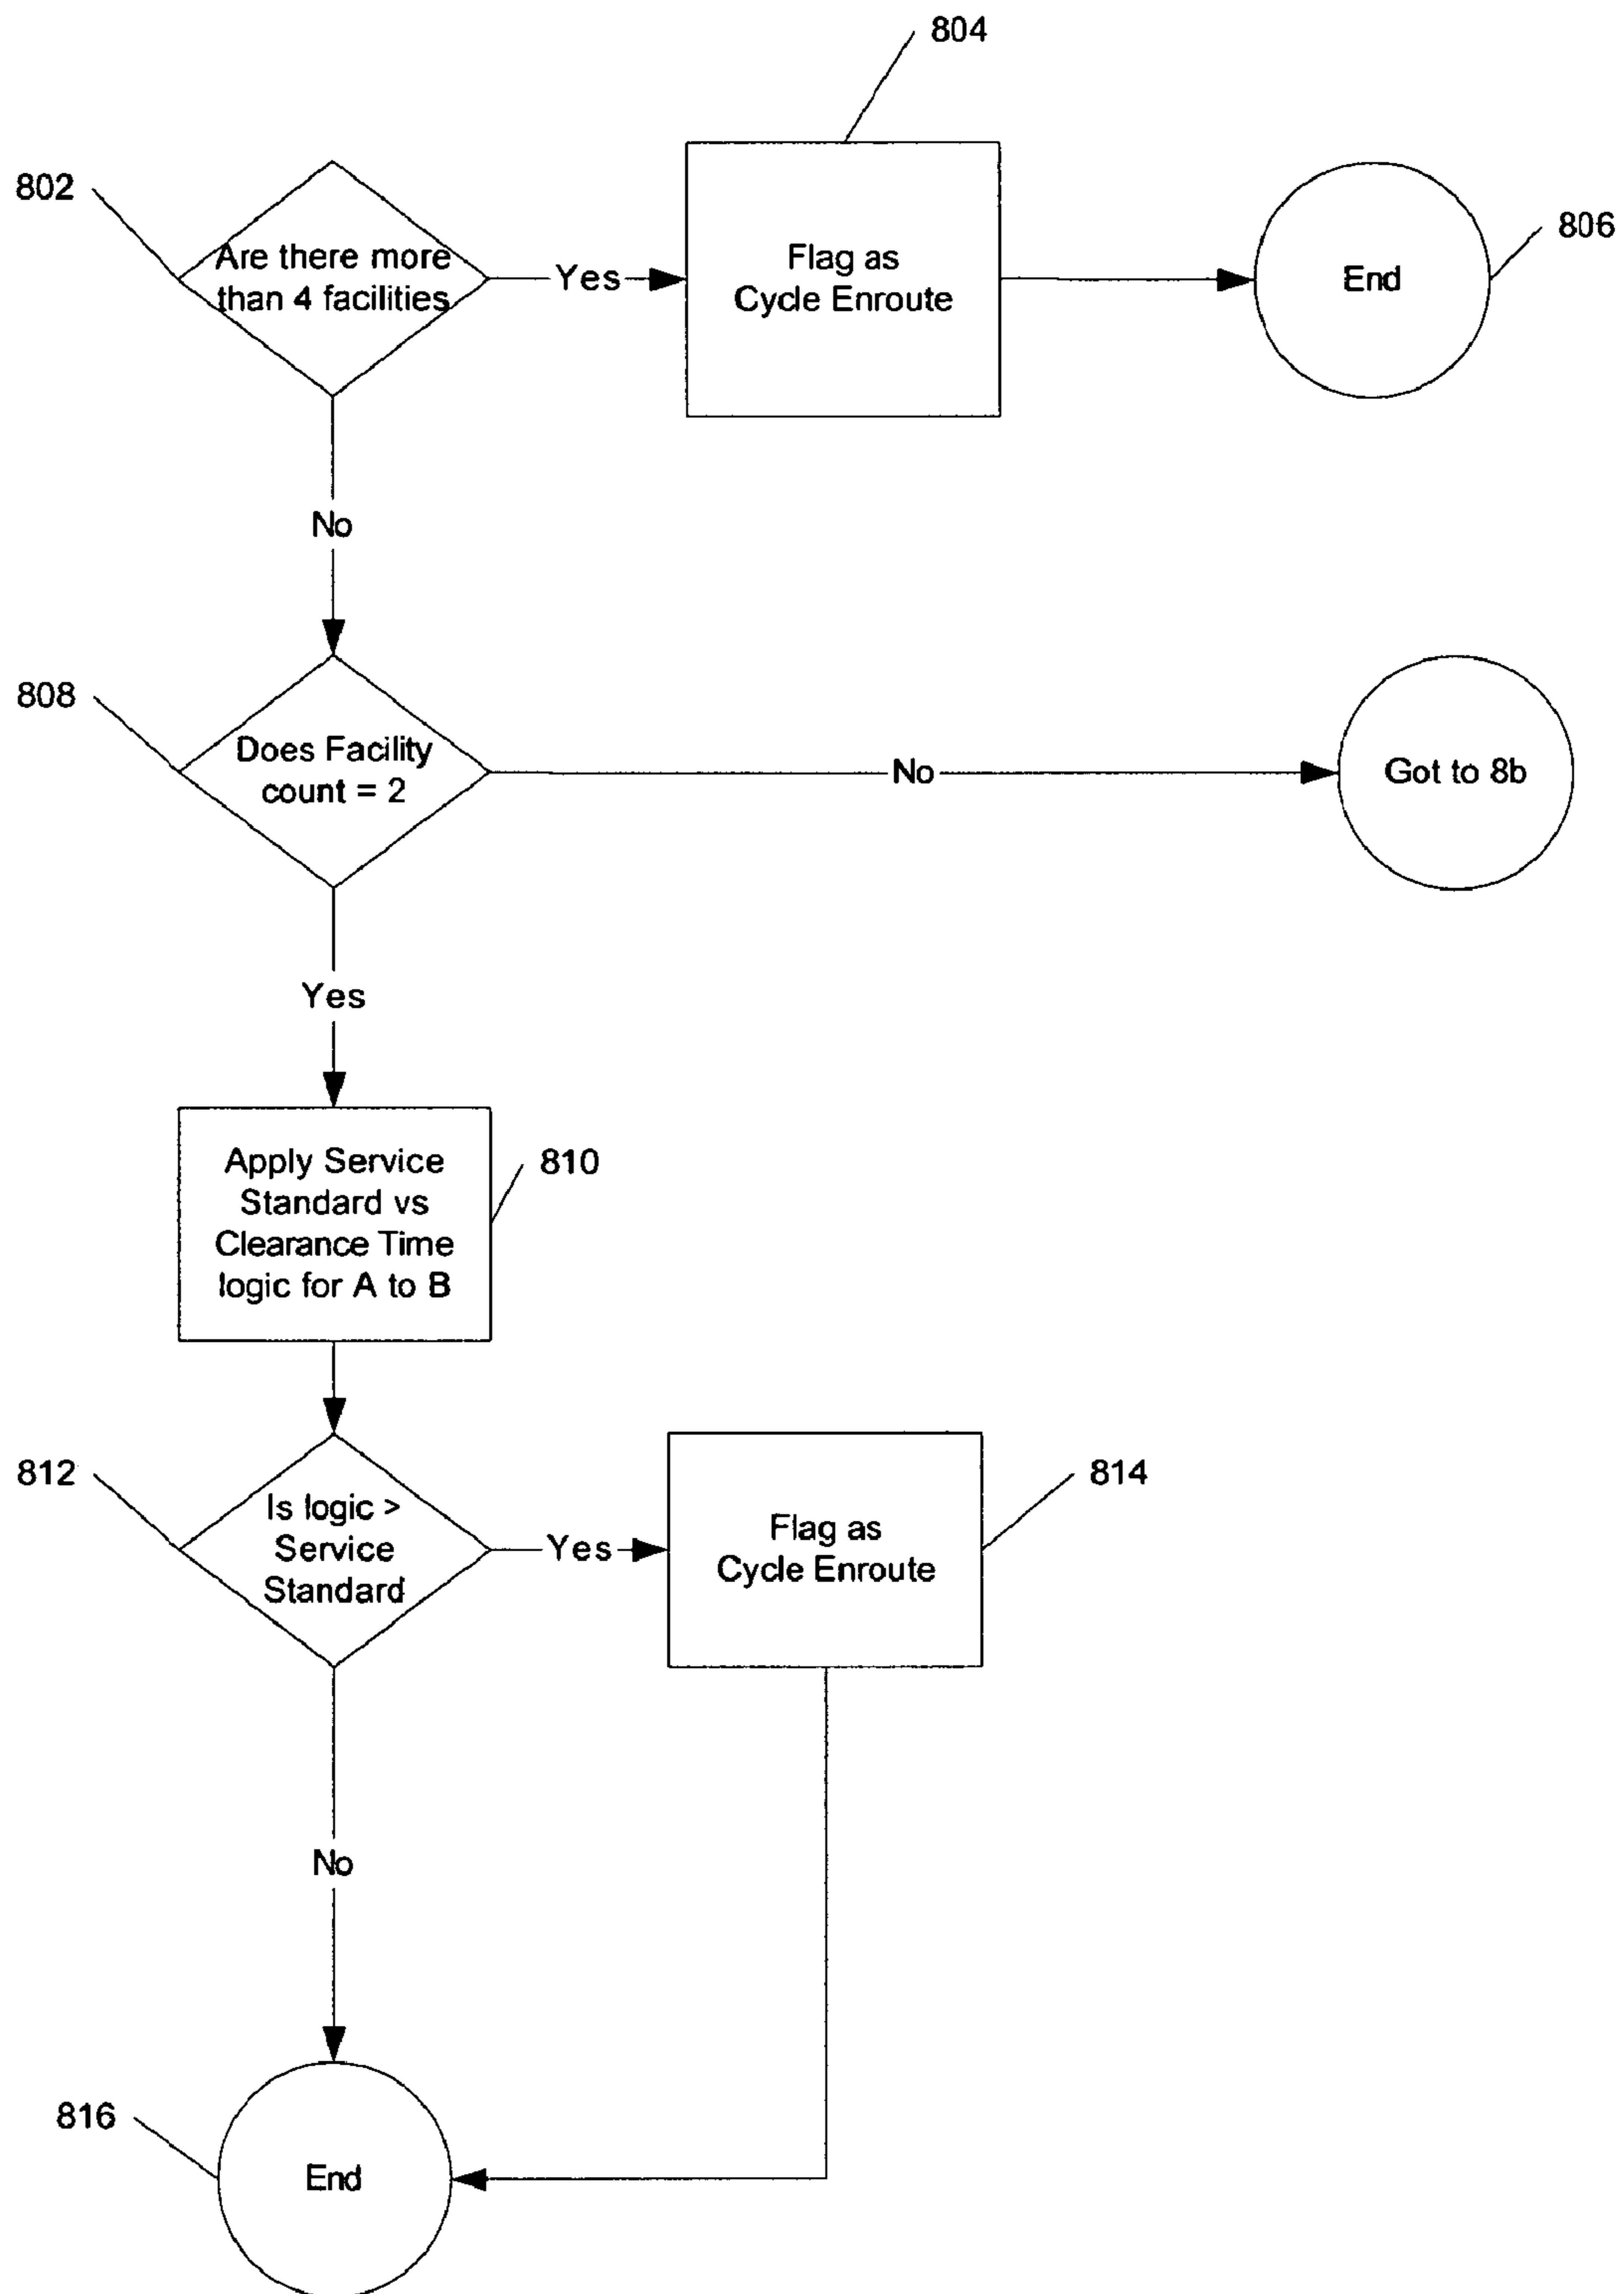 804
802
Are there more
than 4 facilities
Yes
Flag as
Cycle Enroute
End
806
No
808
Does Facility
count = 2
No
Got to 8b
Yes
Apply Service
Standard vs
Clearance Time
logic for A to B
810
812
Is logic >
Service
Standard
Yes
Flag as
Cycle Enroute
814
No
816
End